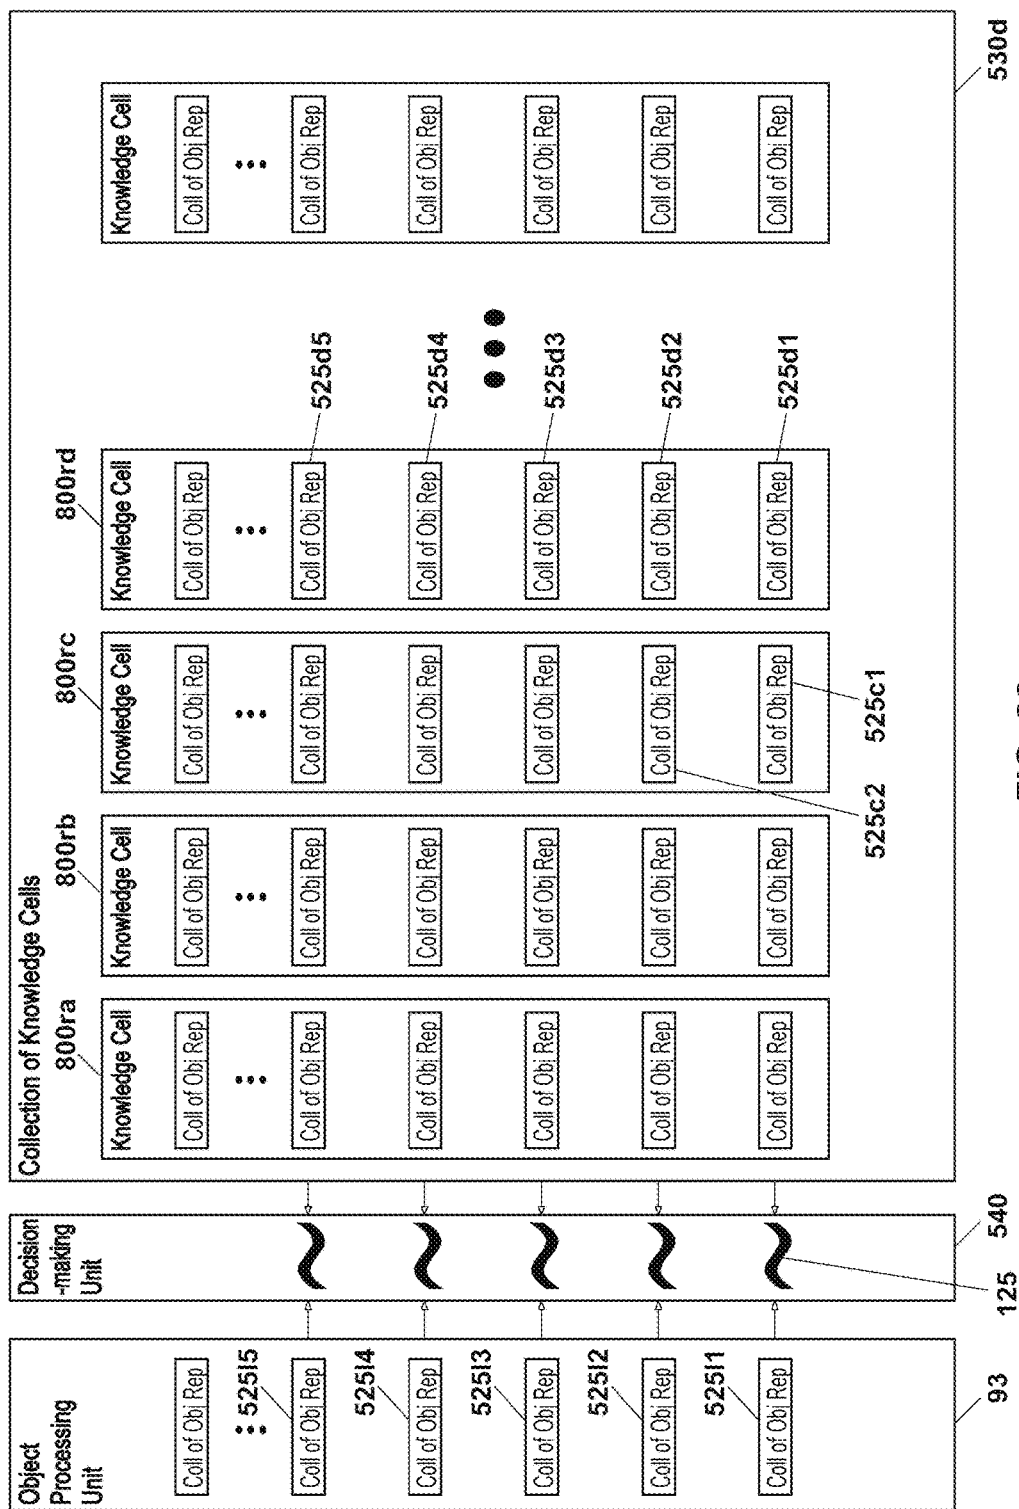 Object
Processing
Unit
Coll of Obj Rep
...
525l5
Coll of Obj Rep
525l4
Coll of Obj Rep
525l3
Coll of Obj Rep
525l2
Coll of Obj Rep
525l1
Coll of Obj Rep
93
Decision
-making
Unit
125
540
Collection of Knowledge Cells
800ra
Knowledge Cell
Coll of Obj Rep
...
Coll of Obj Rep
Coll of Obj Rep
Coll of Obj Rep
Coll of Obj Rep
Coll of Obj Rep
800rb
Knowledge Cell
Coll of Obj Rep
...
Coll of Obj Rep
Coll of Obj Rep
Coll of Obj Rep
Coll of Obj Rep
Coll of Obj Rep
800rc
Knowledge Cell
Coll of Obj Rep
...
Coll of Obj Rep
Coll of Obj Rep
Coll of Obj Rep
Coll of Obj Rep
525c2
Coll of Obj Rep
525c1
800rd
Knowledge Cell
Coll of Obj Rep
...
Coll of Obj Rep
525d5
Coll of Obj Rep
525d4
Coll of Obj Rep
525d3
Coll of Obj Rep
525d2
Coll of Obj Rep
525d1
...
Knowledge Cell
Coll of Obj Rep
...
Coll of Obj Rep
Coll of Obj Rep
Coll of Obj Rep
Coll of Obj Rep
Coll of Obj Rep
530d